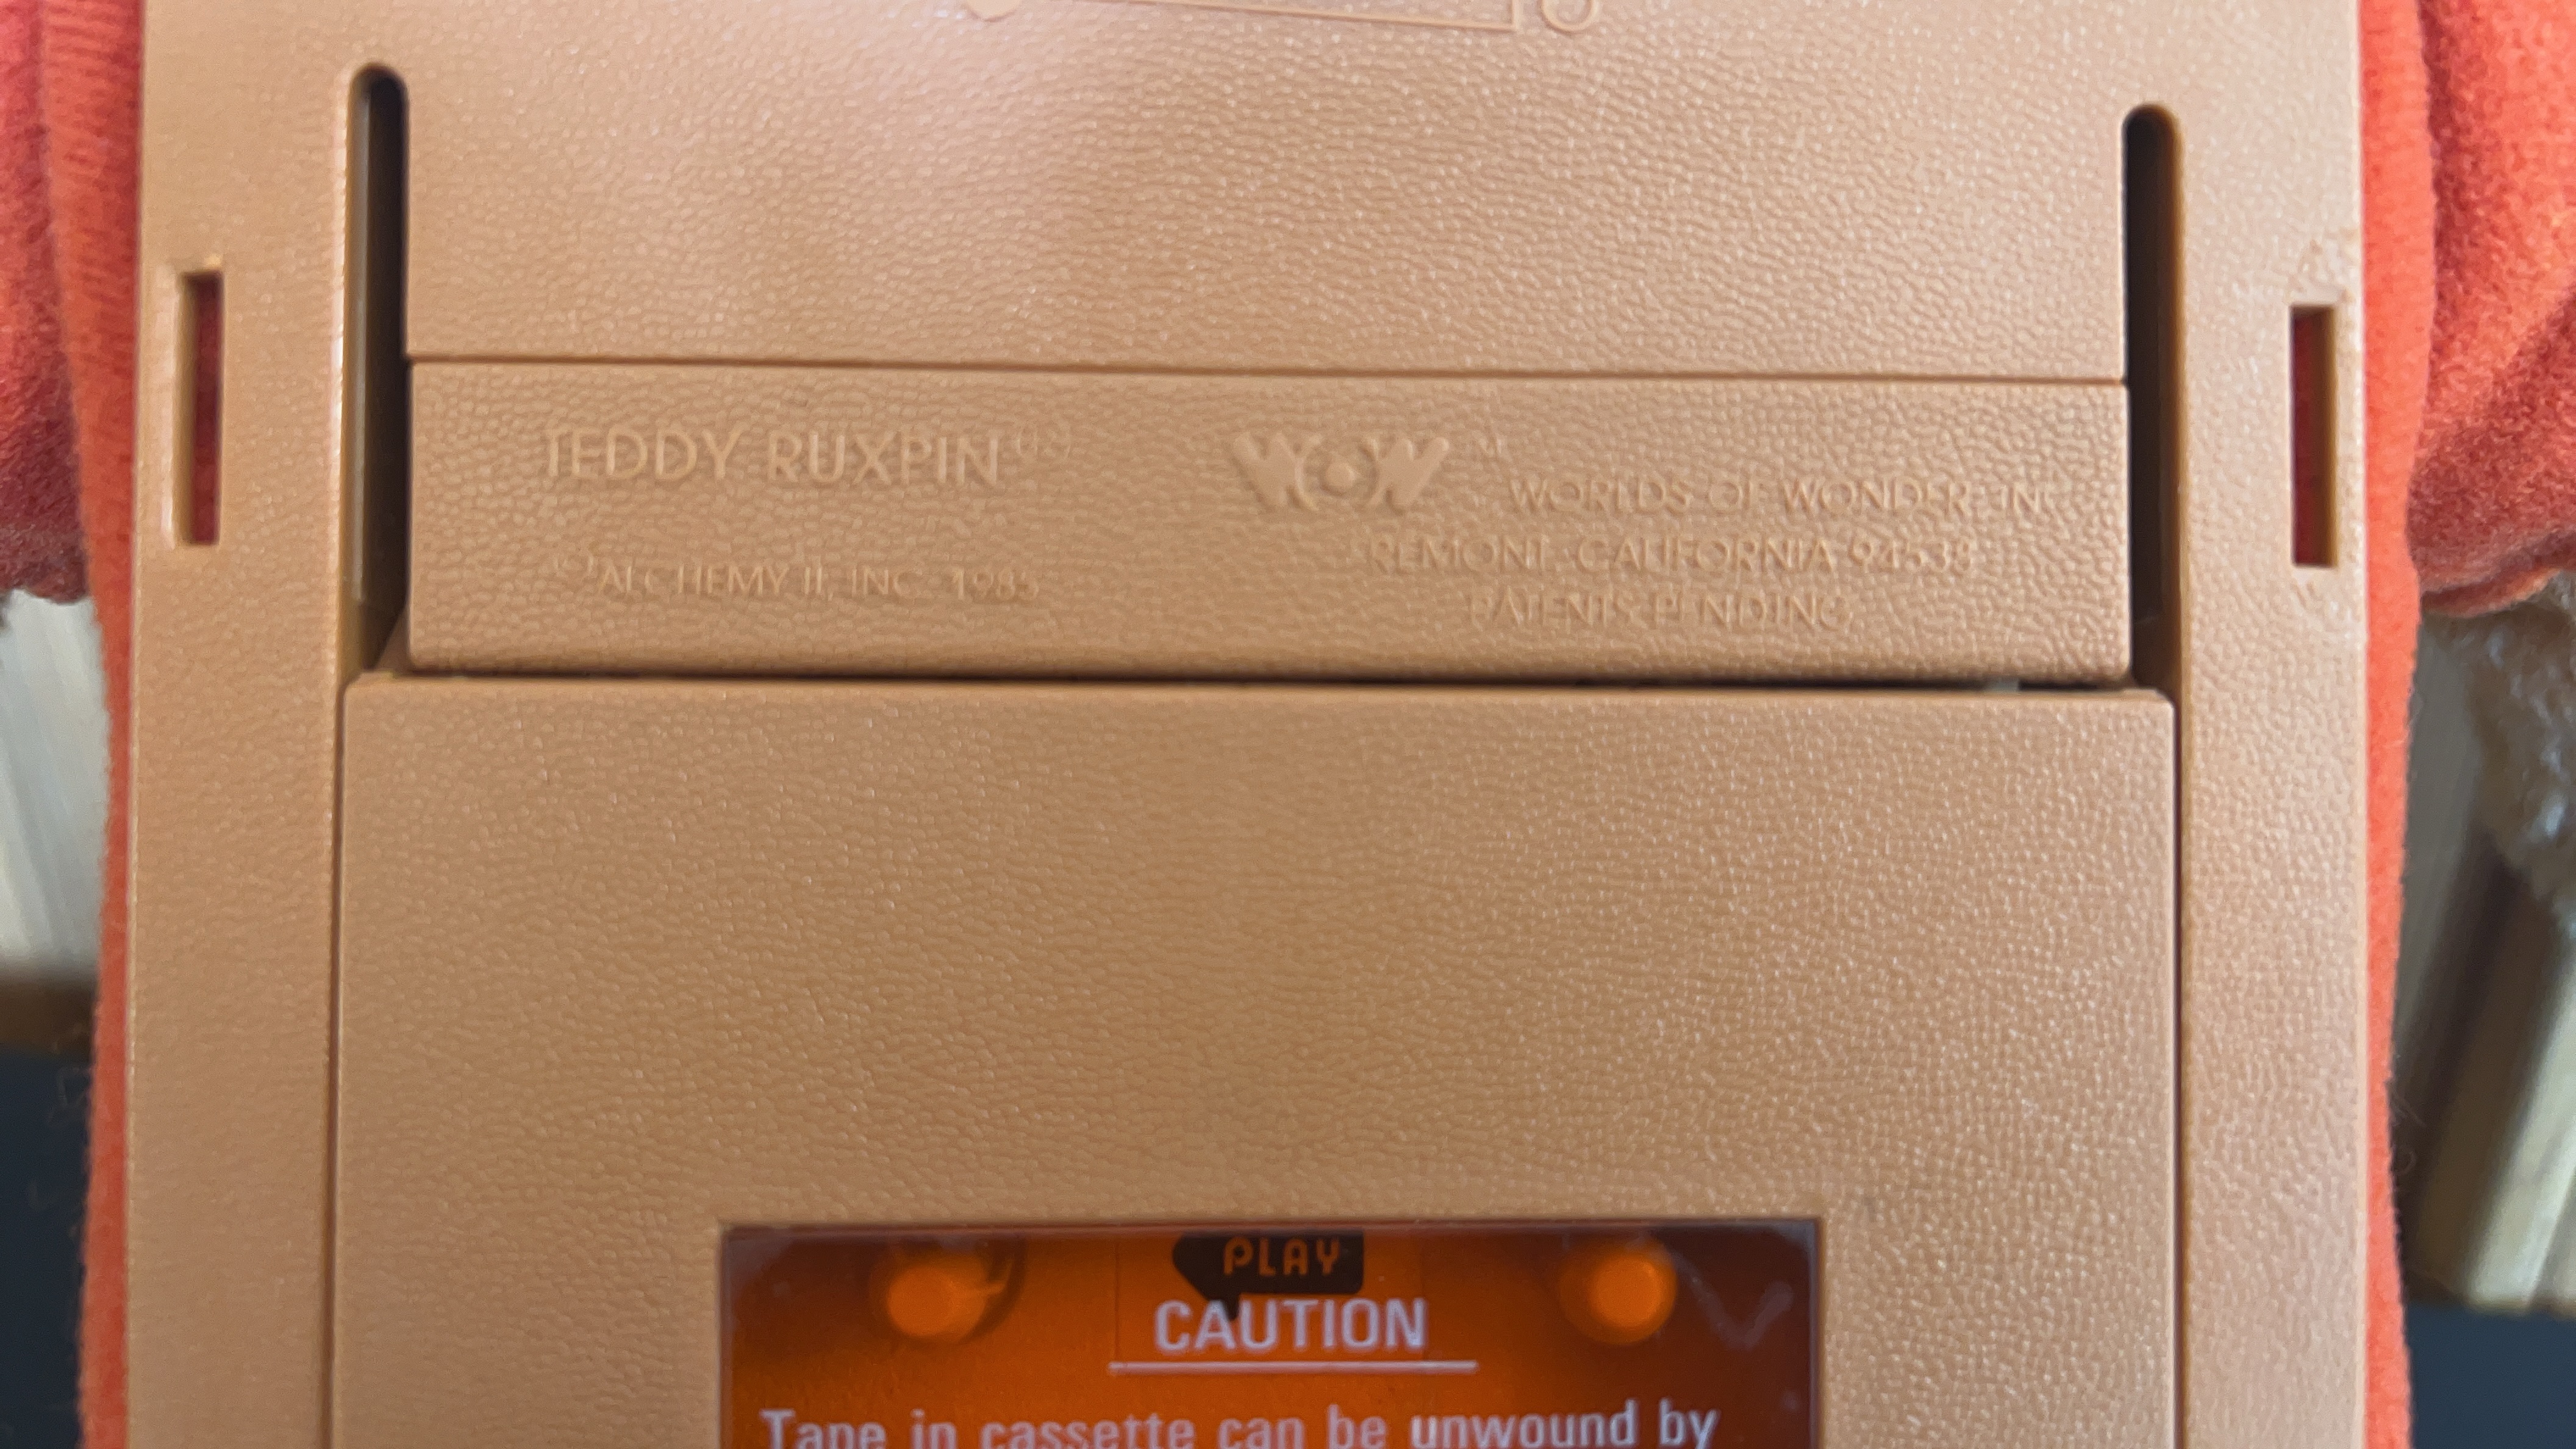 TEDDY RUXPIN
WOW™ WORLDS OF WONDER, INC.
FREMONT, CALIFORNIA 94538
© ALCHEMY II, INC. 1985
PATENTS PENDING
PLAY
CAUTION
Tape in cassette can be unwound by